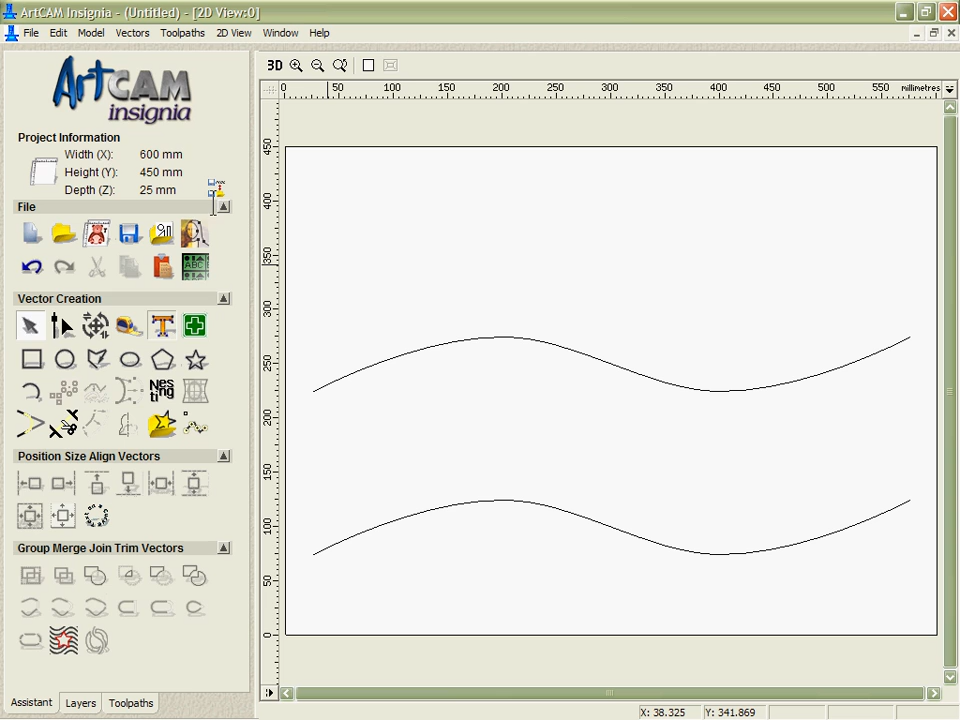 ArtCAM Insignia - (Untitled) - [2D View:0]
File Edit Model Vectors Toolpaths 2D View Window Help
ArtCAM
insignia
3D
0 50 100 150 200 250 300 350 400 450 500 550 millimetres
Project Information
Width (X): 600 mm
Height (Y): 450 mm
Depth (Z): 25 mm
File
ABC
Vector Creation
T
Nes
ting
Position Size Align Vectors
Group Merge Join Trim Vectors
450
400
350
300
250
200
150
100
50
0
Assistant Layers Toolpaths
X: 38.325 Y: 341.869